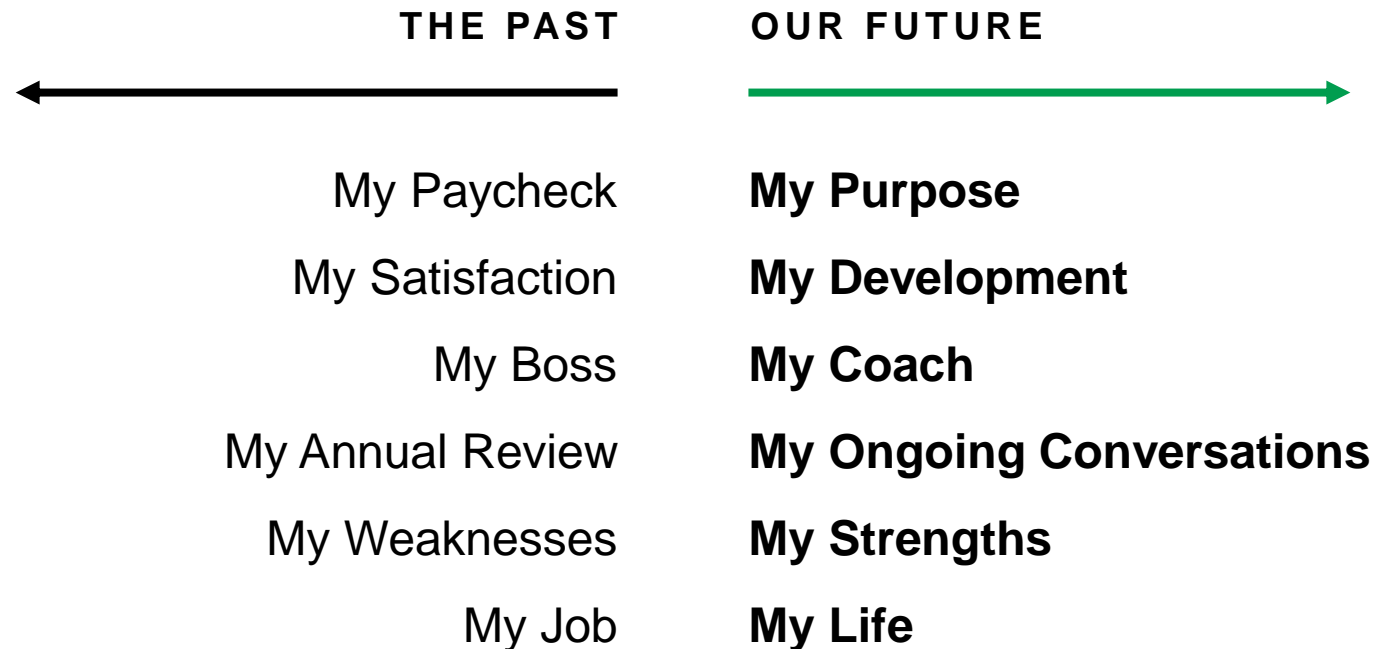 THE PAST OUR FUTURE
My Paycheck My Purpose
My Satisfaction My Development
My Boss My Coach
My Annual Review My Ongoing Conversations
My Weaknesses My Strengths
My Job My Life